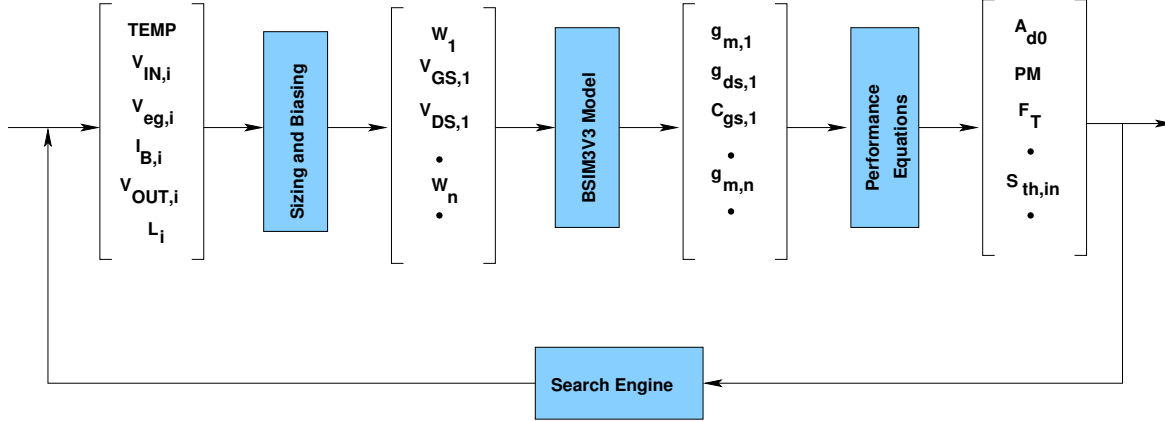 TEMP
V_IN,i
V_eg,i
I_B,i
V_OUT,i
L_i
Sizing and Biasing
W_1
V_GS,1
V_DS,1
•
W_n
•
BSIM3V3 Model
g_m,1
g_ds,1
C_gs,1
•
g_m,n
•
Performance
Equations
A_d0
PM
F_T
•
S_th,in
•
Search Engine